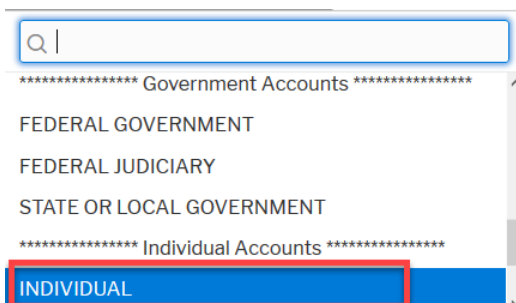 **************** Government Accounts ****************
FEDERAL GOVERNMENT
FEDERAL JUDICIARY
STATE OR LOCAL GOVERNMENT
**************** Individual Accounts ****************
INDIVIDUAL